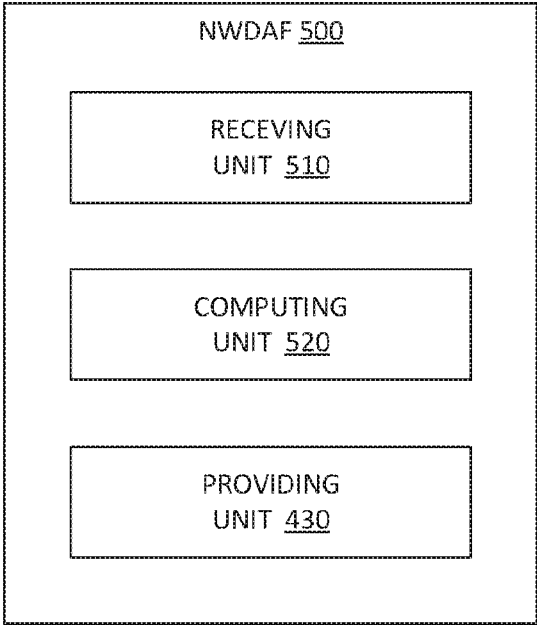 NWDAF 500
RECEVING
UNIT 510
COMPUTING
UNIT 520
PROVIDING
UNIT 430